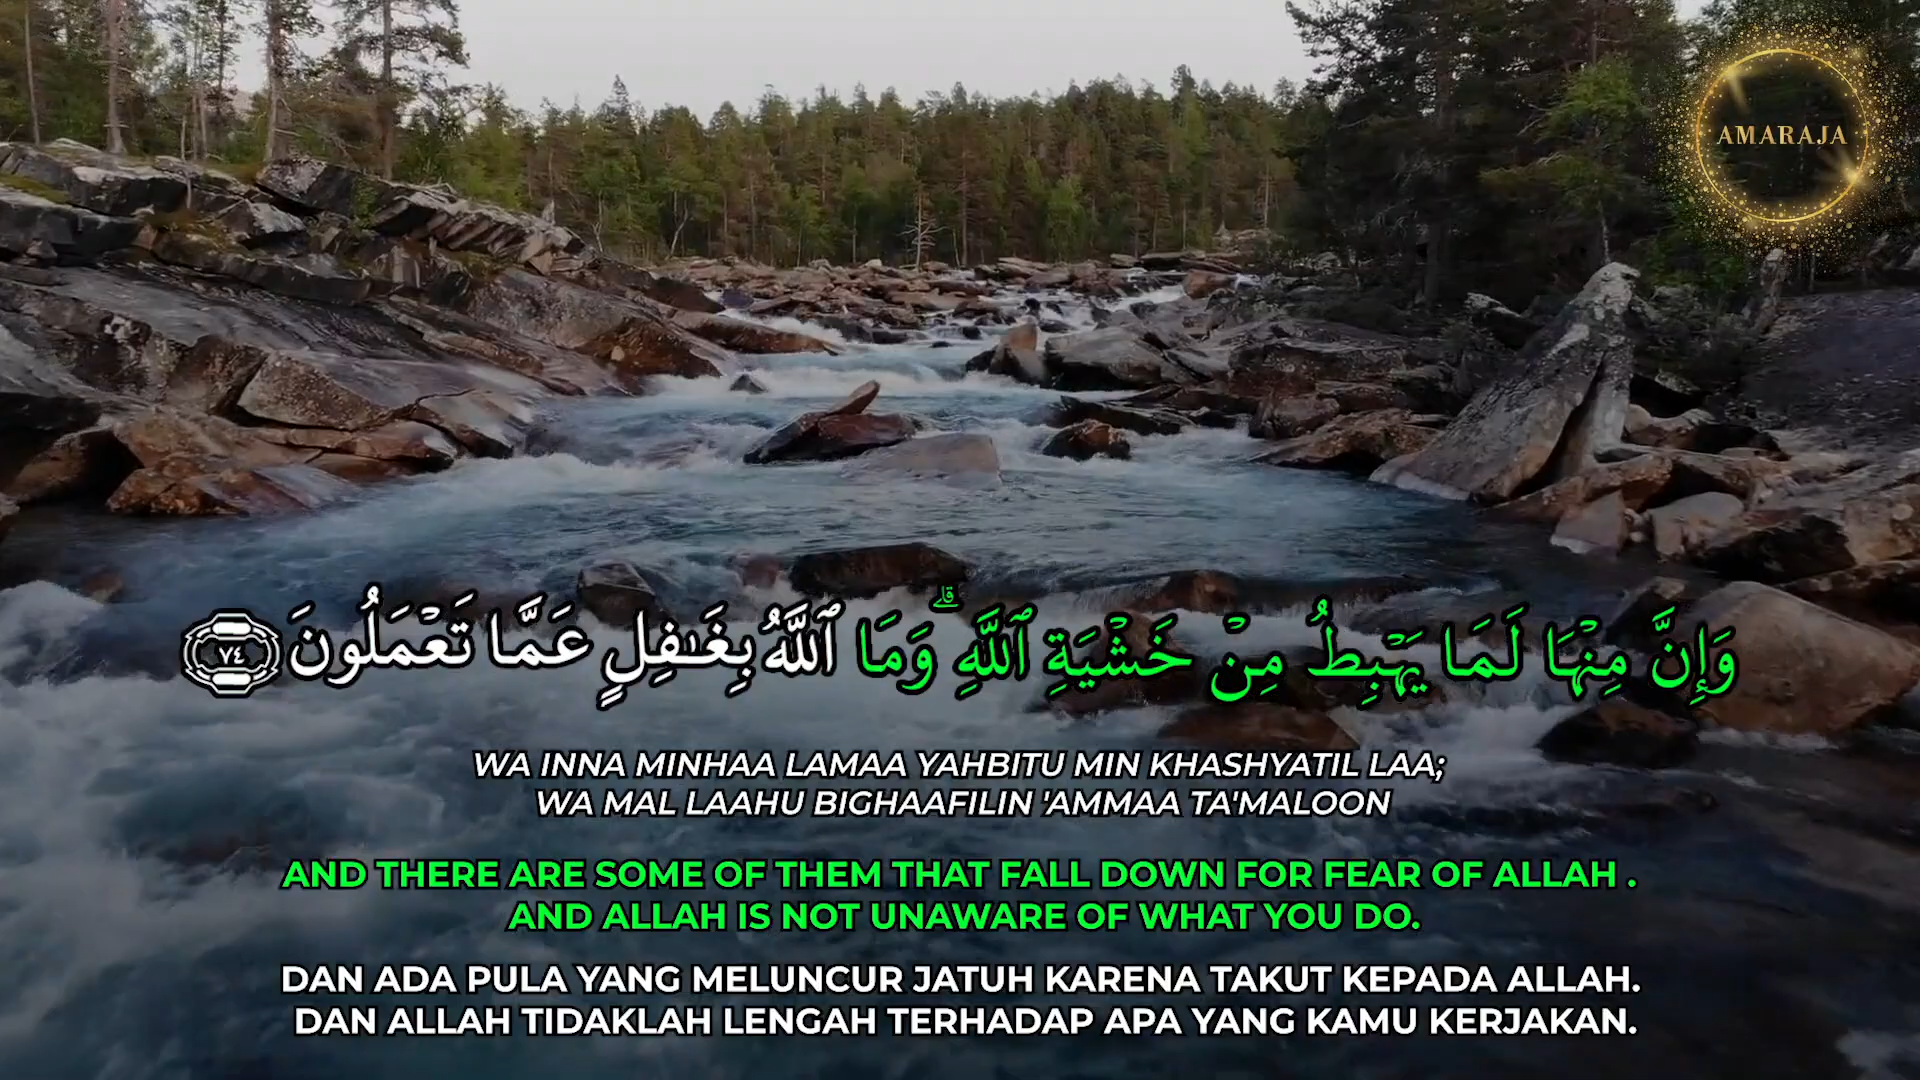 AMARAJA
وَإِنَّ مِنْهَا لَمَا يَهْبِطُ مِنْ خَشْيَةِ ٱللَّهِ ۗ وَمَا ٱللَّهُ بِغَـٰفِلٍ عَمَّا تَعْمَلُونَ ٧٤
WA INNA MINHAA LAMAA YAHBITU MIN KHASHYATIL LAA;
WA MAL LAAHU BIGHAAFILIN 'AMMAA TA'MALOON
AND THERE ARE SOME OF THEM THAT FALL DOWN FOR FEAR OF ALLAH .
AND ALLAH IS NOT UNAWARE OF WHAT YOU DO.
DAN ADA PULA YANG MELUNCUR JATUH KARENA TAKUT KEPADA ALLAH.
DAN ALLAH TIDAKLAH LENGAH TERHADAP APA YANG KAMU KERJAKAN.